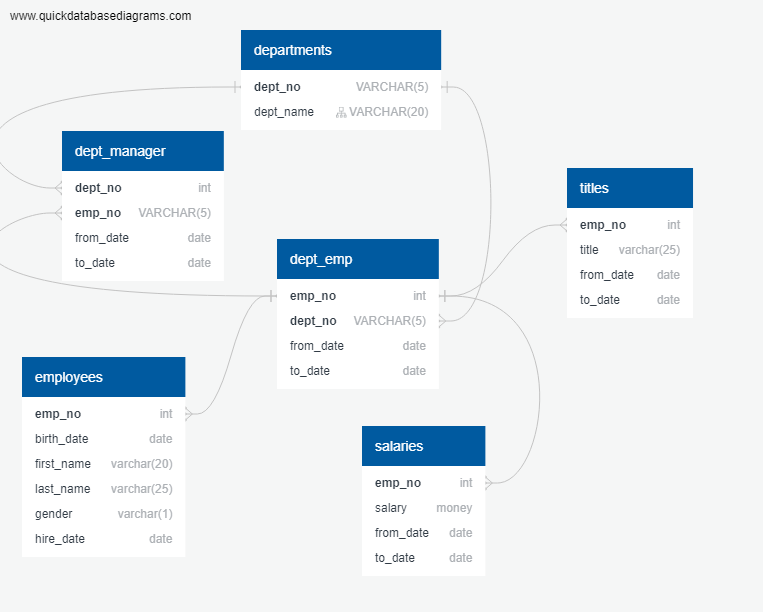 www.quickdatabasediagrams.com
departments
dept_no VARCHAR(5)
dept_name VARCHAR(20)
dept_manager
dept_no int
emp_no VARCHAR(5)
from_date date
to_date date
titles
emp_no int
title varchar(25)
from_date date
to_date date
dept_emp
emp_no int
dept_no VARCHAR(5)
from_date date
to_date date
employees
emp_no int
birth_date date
first_name varchar(20)
last_name varchar(25)
gender varchar(1)
hire_date date
salaries
emp_no int
salary money
from_date date
to_date date